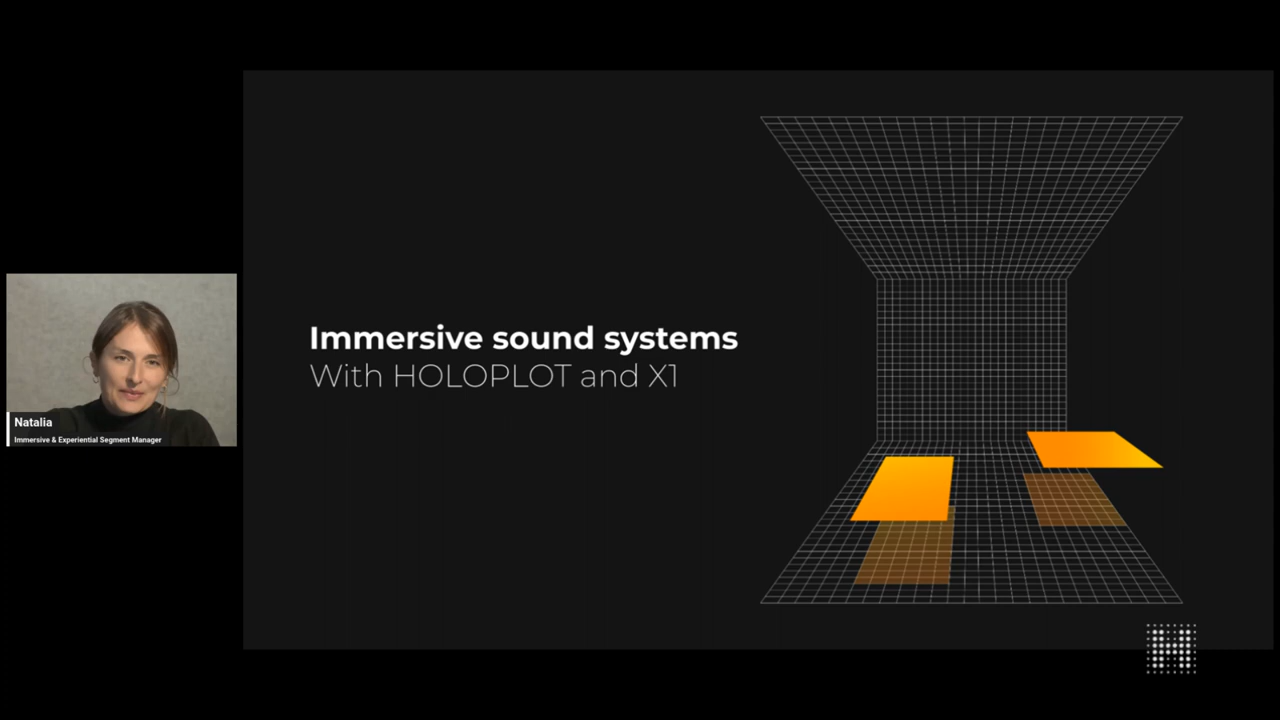 Immersive sound systems
With HOLOPLOT and X1
Natalia
Immersive & Experiential Segment Manager